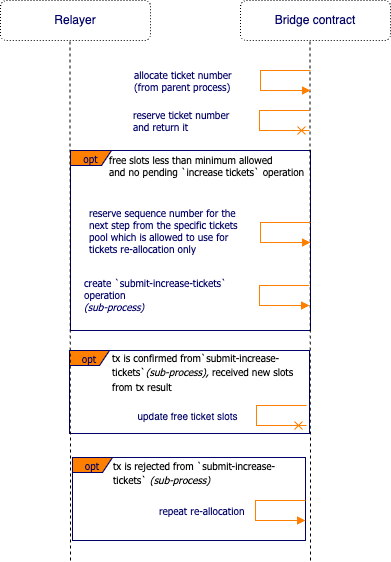 Relayer
Bridge contract
allocate ticket number
(from parent process)
reserve ticket number
and return it
opt
free slots less than minimum allowed
and no pending `increase tickets` operation
reserve sequence number for the
next step from the specific tickets
pool which is allowed to use for
tickets re-allocation only
create `submit-increase-tickets`
operation
(sub-process)
opt
tx is confirmed from`submit-increase-
tickets`(sub-process), received new slots
from tx result
update free ticket slots
opt
tx is rejected from `submit-increase-
tickets` (sub-process)
repeat re-allocation